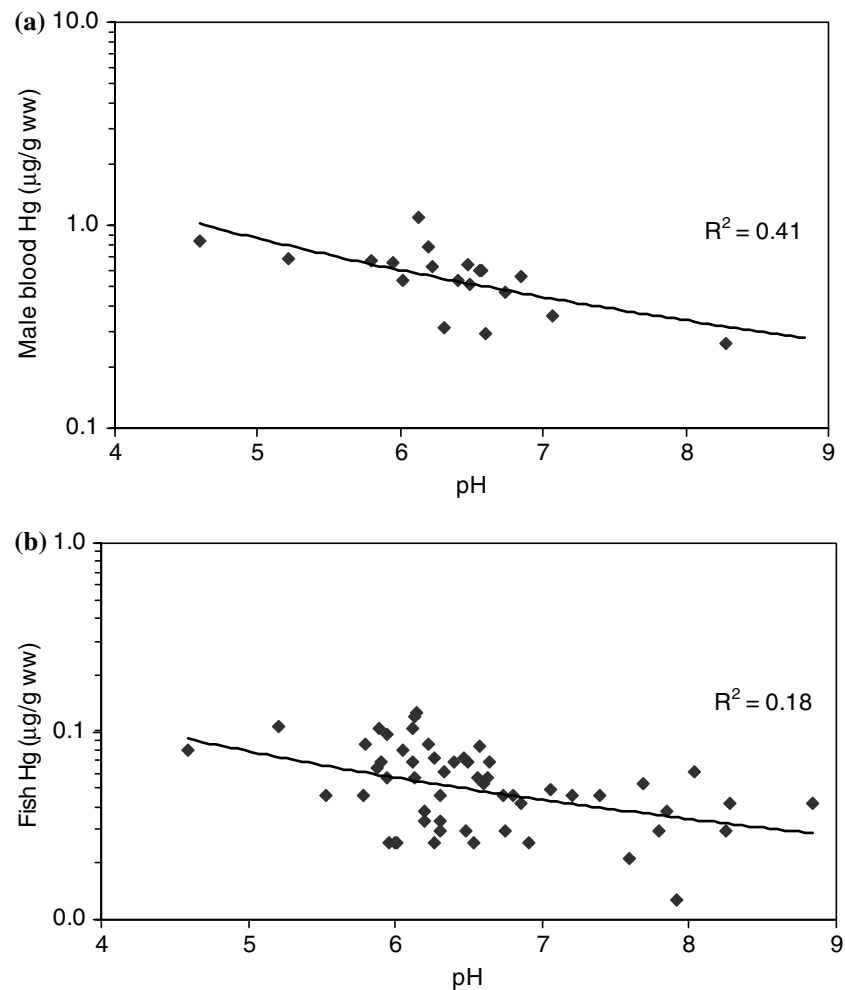 (a)
10.0
1.0
0.1
Male blood Hg (µg/g ww)
R² = 0.41
4 5 6 7 8 9
pH
(b)
1.0
0.1
0.0
Fish Hg (µg/g ww)
R² = 0.18
4 5 6 7 8 9
pH